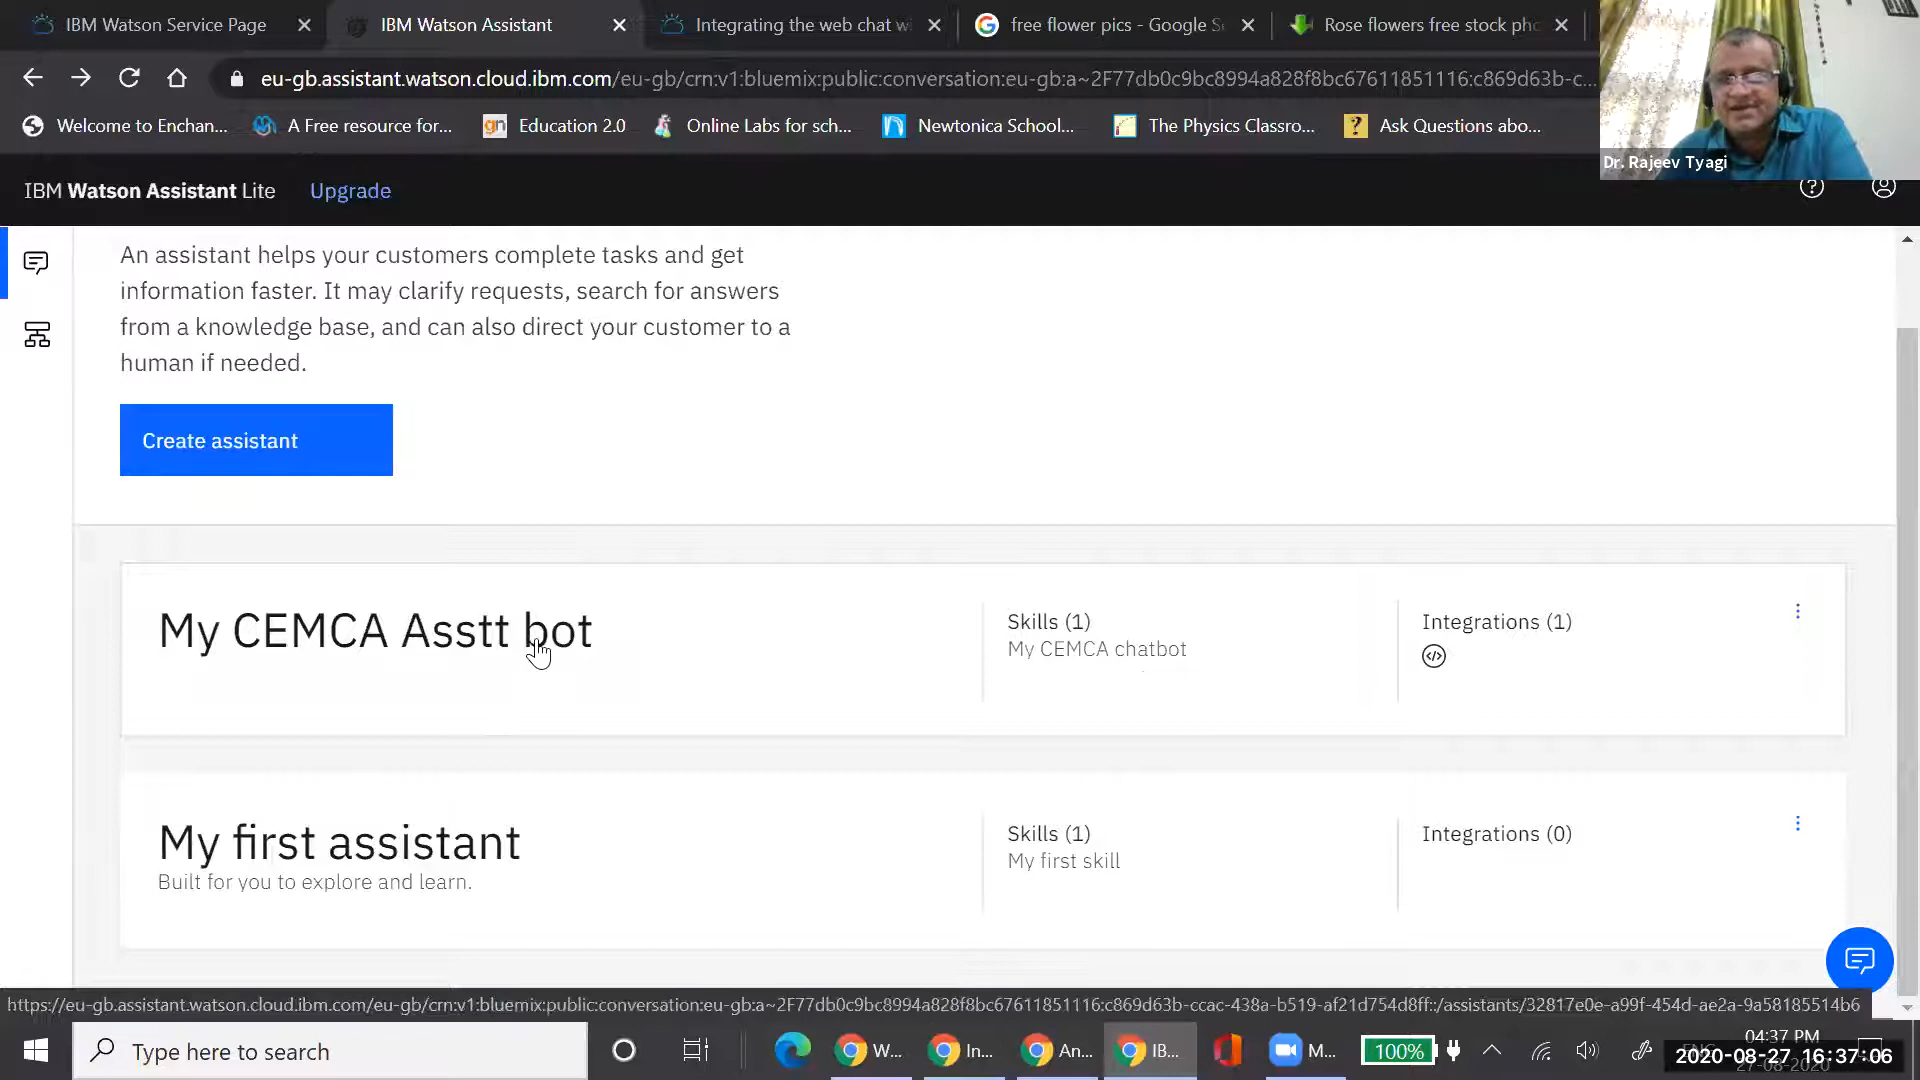 IBM Watson Service Page
IBM Watson Assistant
Integrating the web chat wi
free flower pics - Google Se
Rose flowers free stock pho
eu-gb.assistant.watson.cloud.ibm.com/eu-gb/crn:v1:bluemix:public:conversation:eu-gb:a~2F77db0c9bc8994a828f8bc67611851116:c869d63b-c...
Welcome to Enchan...
A Free resource for...
gn Education 2.0
Online Labs for sch...
Newtonica School...
The Physics Classro...
? Ask Questions abo...
Dr. Rajeev Tyagi
IBM Watson Assistant Lite Upgrade
An assistant helps your customers complete tasks and get
information faster. It may clarify requests, search for answers
from a knowledge base, and can also direct your customer to a
human if needed.
Create assistant
My CEMCA Asstt bot
Skills (1)
My CEMCA chatbot
Integrations (1)
My first assistant
Built for you to explore and learn.
Skills (1)
My first skill
Integrations (0)
https://eu-gb.assistant.watson.cloud.ibm.com/eu-gb/crn:v1:bluemix:public:conversation:eu-gb:a~2F77db0c9bc8994a828f8bc67611851116:c869d63b-ccac-438a-b519-af21d754d8ff::/assistants/32817e0e-a99f-454d-ae2a-9a58185514b6
Type here to search
W...
In...
An...
IB...
M...
100%
04:37 PM
2020-08-27 16:37:06
27-08-2020